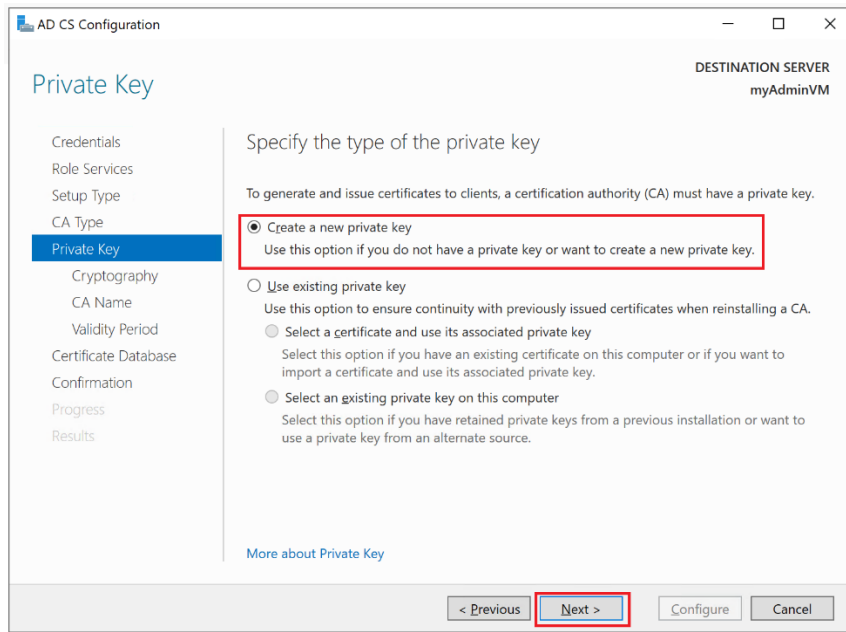 AD CS Configuration
DESTINATION SERVER
myAdminVM
Private Key
Credentials
Role Services
Setup Type
CA Type
Private Key
Cryptography
CA Name
Validity Period
Certificate Database
Confirmation
Progress
Results
Specify the type of the private key
To generate and issue certificates to clients, a certification authority (CA) must have a private key.
Create a new private key
Use this option if you do not have a private key or want to create a new private key.
Use existing private key
Use this option to ensure continuity with previously issued certificates when reinstalling a CA.
Select a certificate and use its associated private key
Select this option if you have an existing certificate on this computer or if you want to
import a certificate and use its associated private key.
Select an existing private key on this computer
Select this option if you have retained private keys from a previous installation or want to
use a private key from an alternate source.
More about Private Key
< Previous
Next >
Configure
Cancel